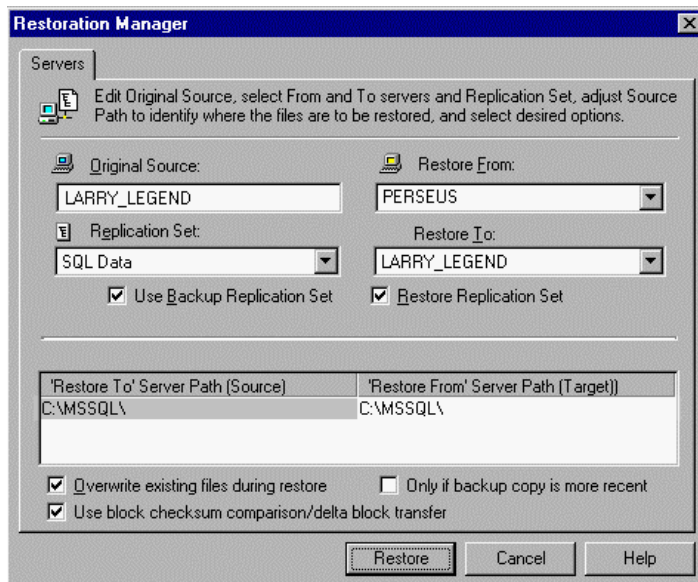 Restoration Manager
Servers
Edit Original Source, select From and To servers and Replication Set, adjust Source
Path to identify where the files are to be restored, and select desired options.
Original Source:
Restore From:
LARRY_LEGEND
PERSEUS
Replication Set:
Restore To:
SQL Data
LARRY_LEGEND
Use Backup Replication Set
Restore Replication Set
'Restore To' Server Path (Source)
'Restore From' Server Path (Target))
C:\MSSQL\
C:\MSSQL\
Overwrite existing files during restore
Only if backup copy is more recent
Use block checksum comparison/delta block transfer
Restore
Cancel
Help